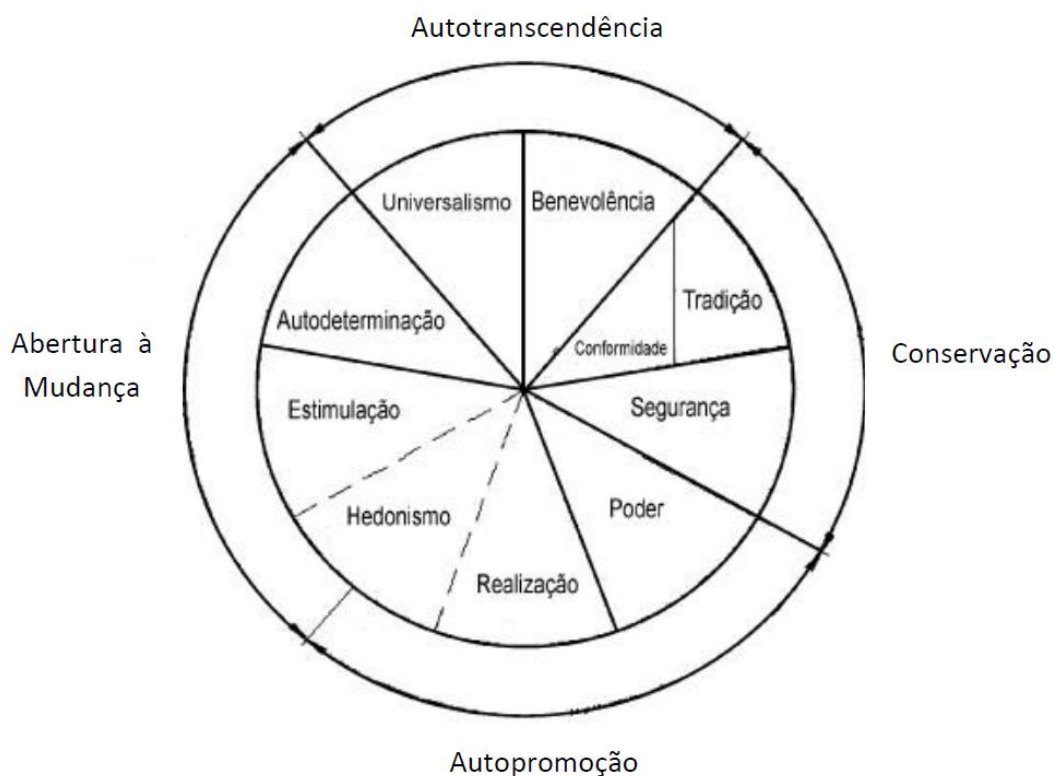 Autotranscendência
Universalismo
Benevolência
Tradição
Autodeterminação
Conformidade
Abertura à
Mudança
Conservação
Estimulação
Segurança
Hedonismo
Poder
Realização
Autopromoção